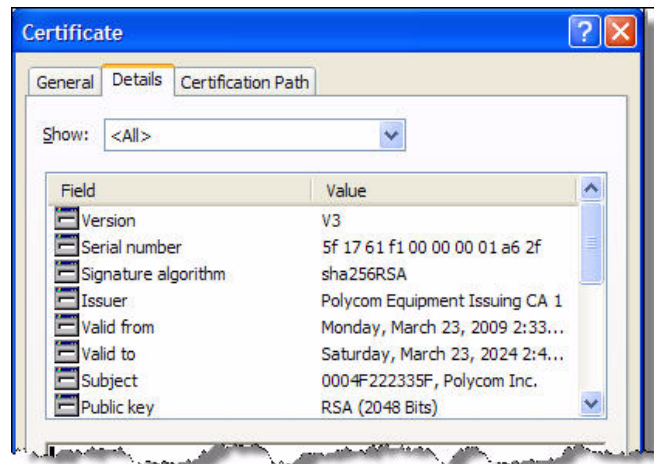 Certificate
General Details Certification Path
Show: <All>
Field Value
Version V3
Serial number 5f 17 61 f1 00 00 00 01 a6 2f
Signature algorithm sha256RSA
Issuer Polycom Equipment Issuing CA 1
Valid from Monday, March 23, 2009 2:33...
Valid to Saturday, March 23, 2024 2:4...
Subject 0004F222335F, Polycom Inc.
Public key RSA (2048 Bits)